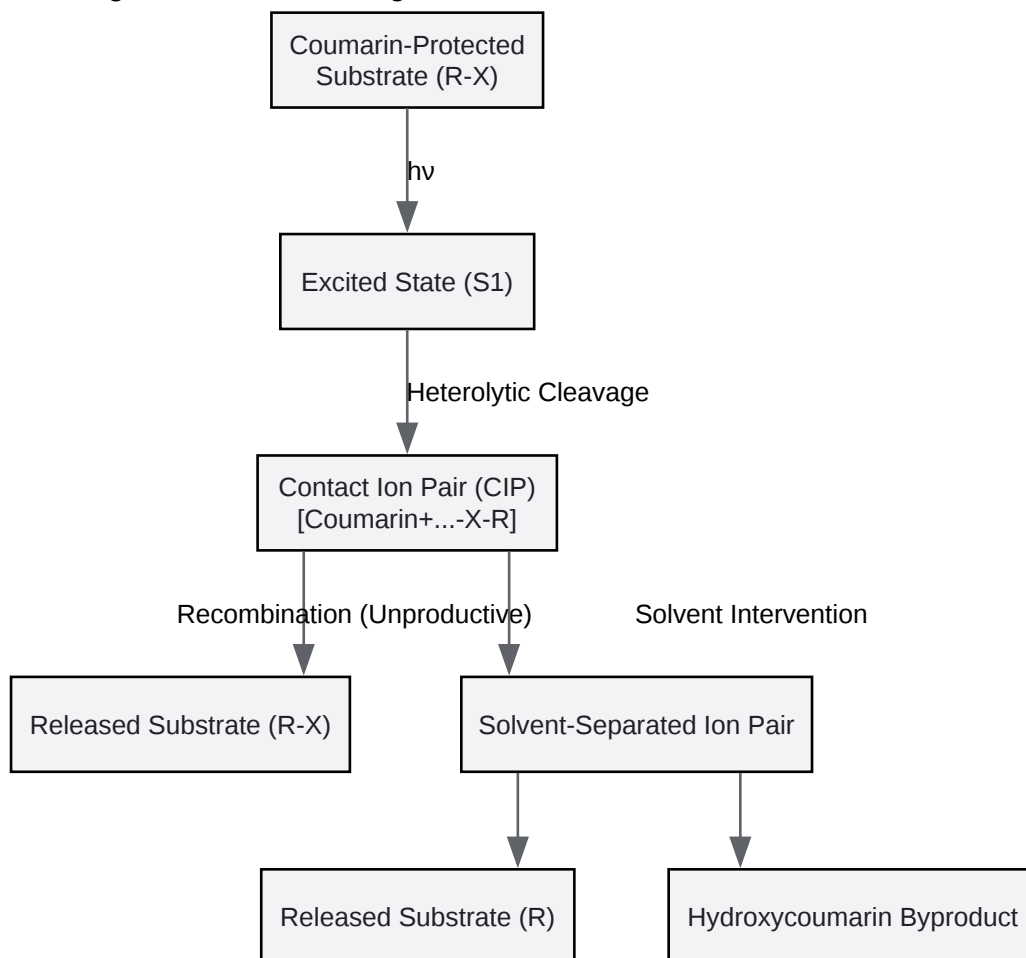 Coumarin-Protected
Substrate (R-X)
hν
Excited State (S1)
Heterolytic Cleavage
Contact Ion Pair (CIP)
[Coumarin+...-X-R]
Recombination (Unproductive)
Solvent Intervention
Released Substrate (R-X)
Solvent-Separated Ion Pair
Released Substrate (R)
Hydroxycoumarin Byproduct